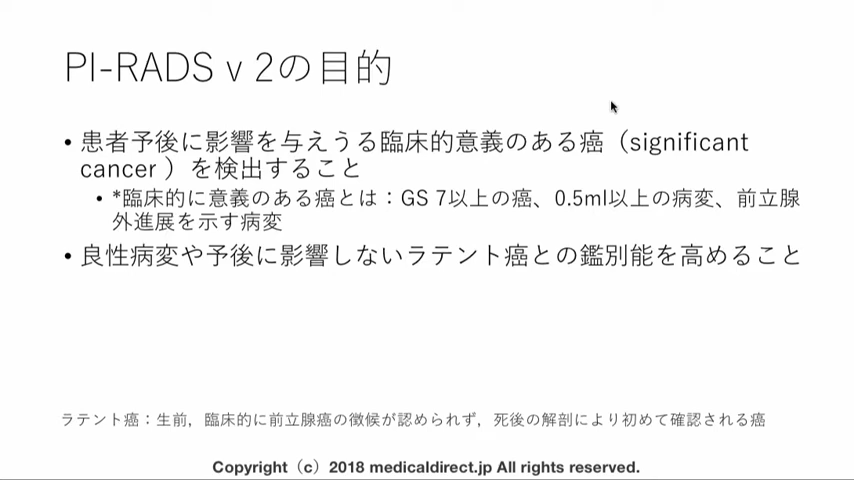 PI-RADS v 2の目的
• 患者予後に影響を与えうる臨床的意義のある癌（significant
cancer ）を検出すること
• *臨床的に意義のある癌とは：GS 7以上の癌、0.5ml以上の病変、前立腺
外進展を示す病変
• 良性病変や予後に影響しないラテント癌との鑑別能を高めること
ラテント癌：生前，臨床的に前立腺癌の徴候が認められず，死後の解剖により初めて確認される癌
Copyright（c）2018 medicaldirect.jp All rights reserved.